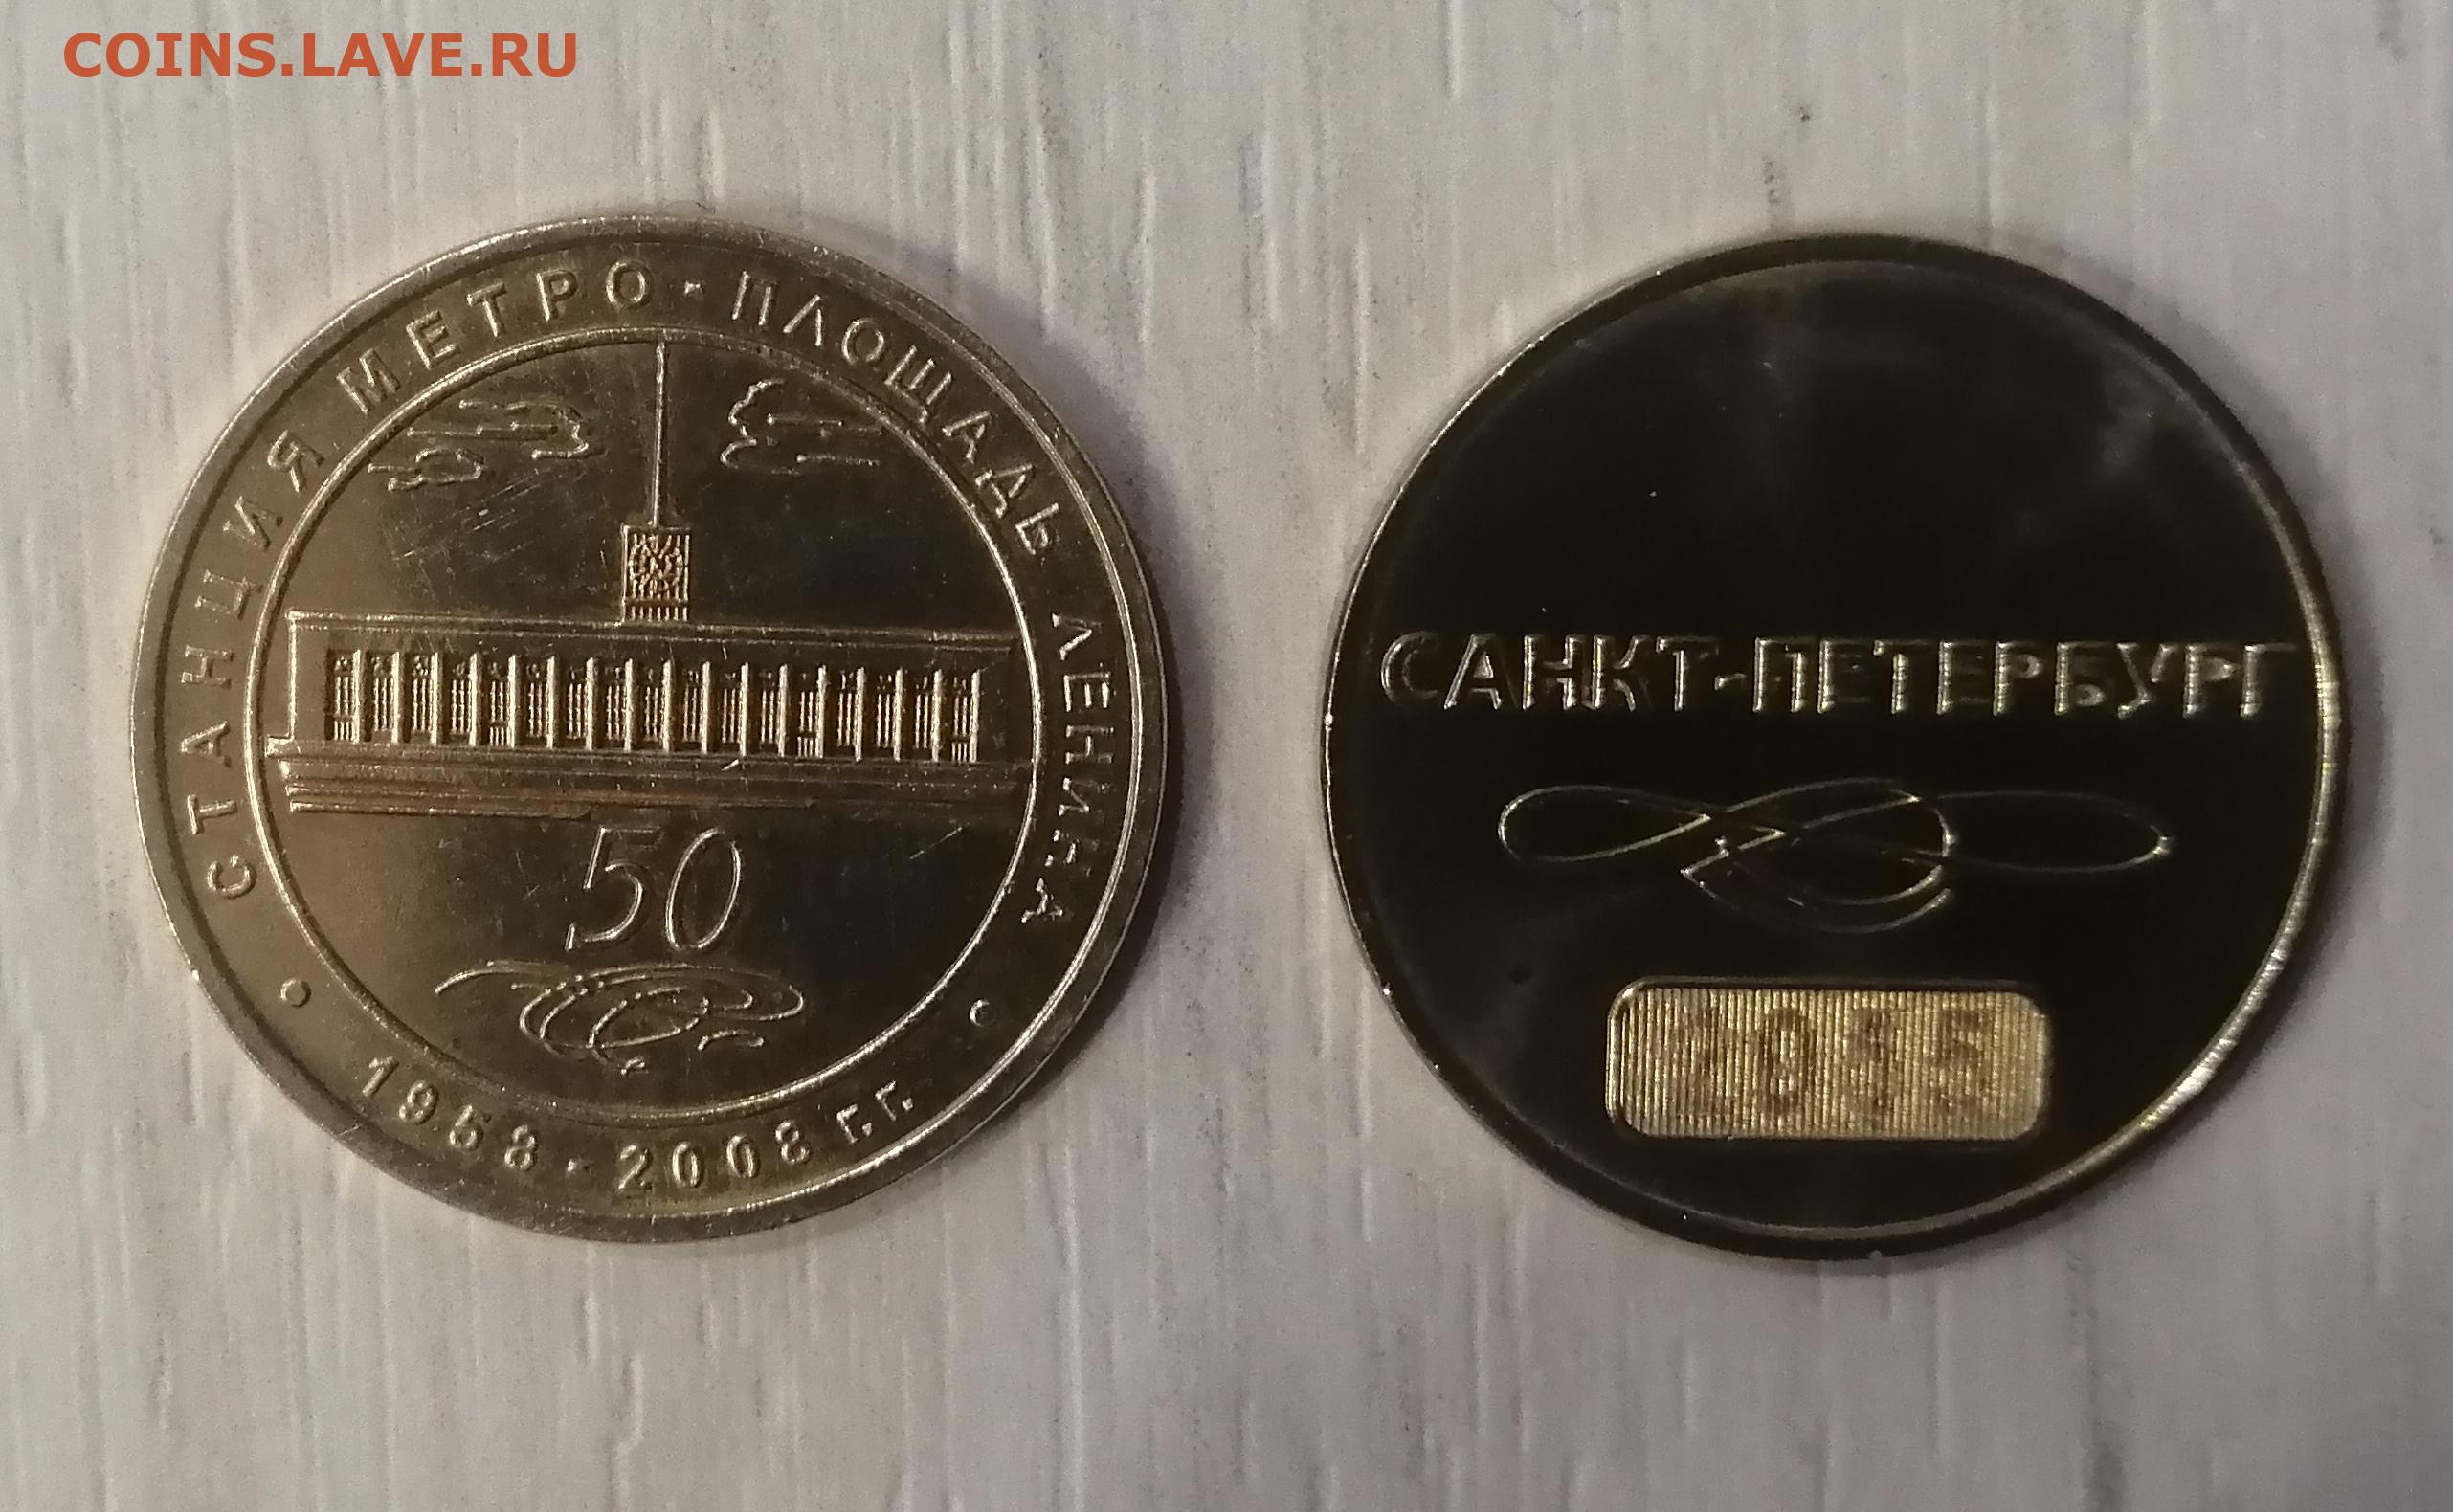 COINS.LAVE.RU
СТАНЦИЯ МЕТРО - ПЛОЩАДЬ ЛЕНИНА
50
1958 - 2008 г.г.
САНКТ-ПЕТЕРБУРГ